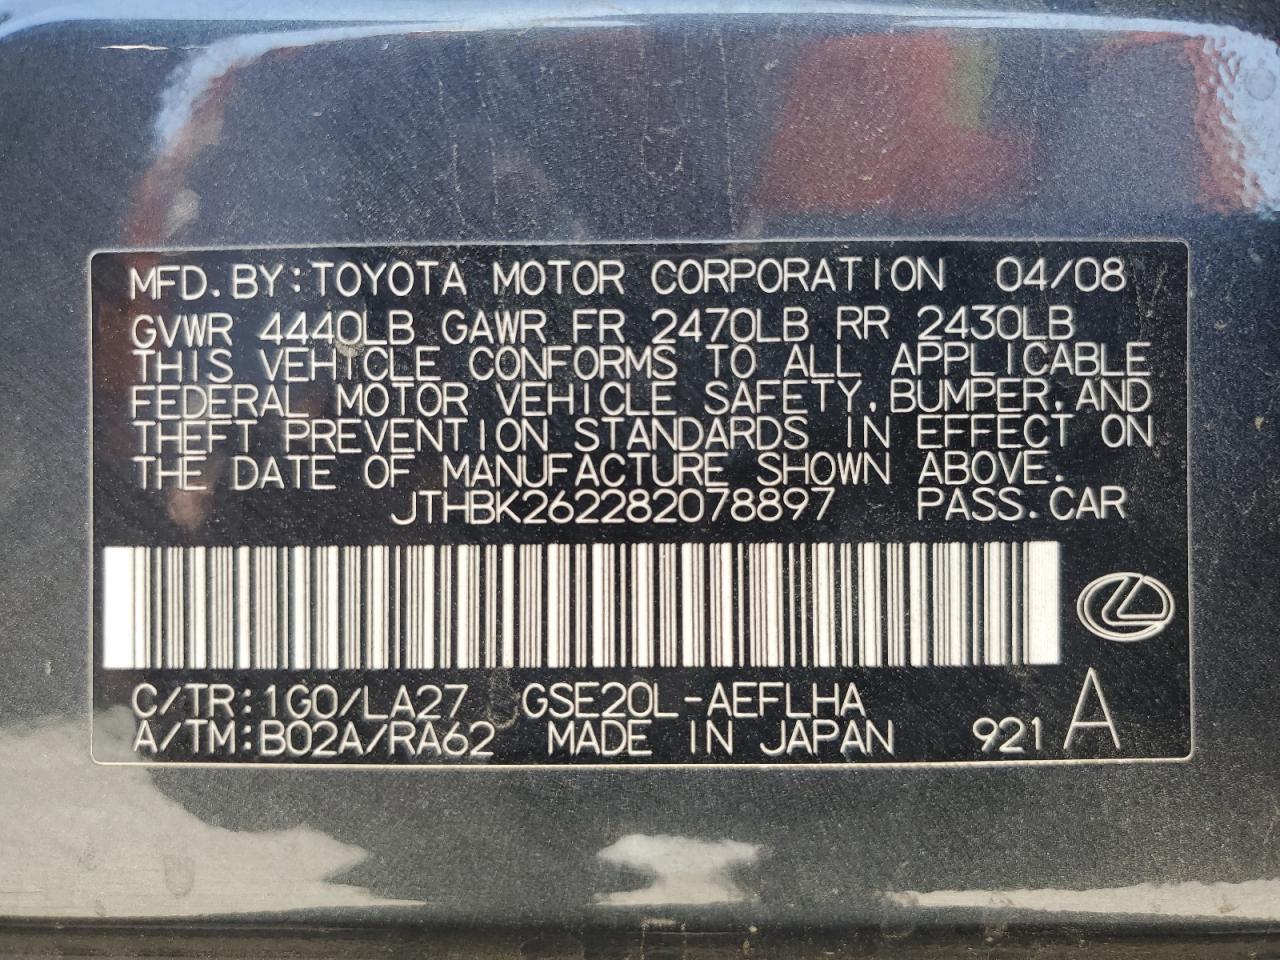 MFD.BY:TOYOTA MOTOR CORPORATION 04/08
GVWR 4440LB GAWR FR 2470LB RR 2430LB
THIS VEHICLE CONFORMS TO ALL APPLICABLE
FEDERAL MOTOR VEHICLE SAFETY,BUMPER,AND
THEFT PREVENTION STANDARDS IN EFFECT ON
THE DATE OF MANUFACTURE SHOWN ABOVE.
JTHBK262282078897 PASS.CAR
C/TR:1G0/LA27 GSE20L-AEFLHA
A/TM:B02A/RA62 MADE IN JAPAN 921 A